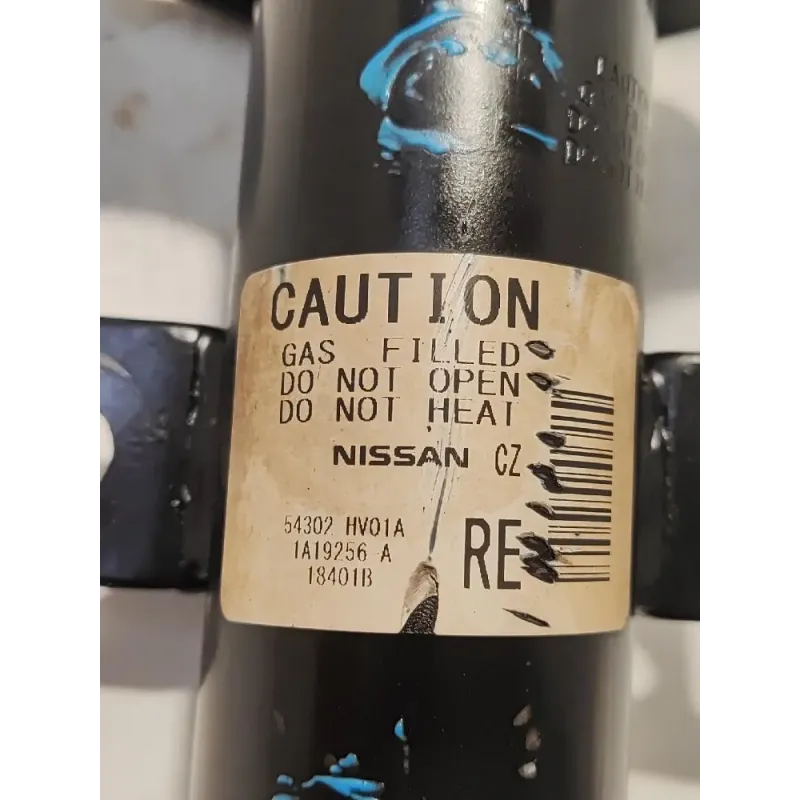 CAUTION
GAS FILLED
DO NOT OPEN
DO NOT HEAT
NISSAN CZ
54302 HV01A
1A19256 A
18401B
RE